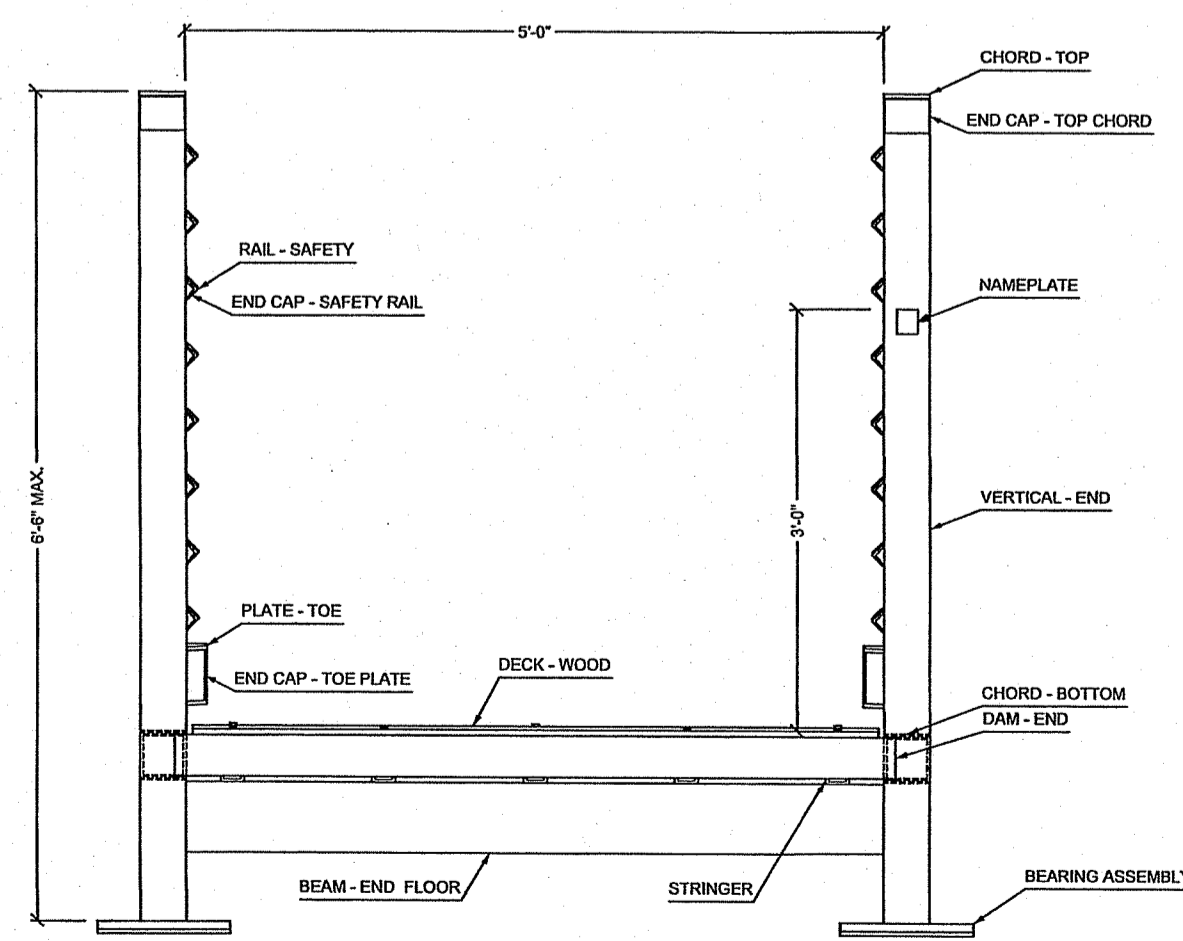 5'-0"
CHORD - TOP
END CAP - TOP CHORD
RAIL - SAFETY
END CAP - SAFETY RAIL
NAMEPLATE
6'-6" MAX.
3'-0"
VERTICAL - END
PLATE - TOE
END CAP - TOE PLATE
DECK - WOOD
CHORD - BOTTOM
DAM - END
BEAM - END FLOOR
STRINGER
BEARING ASSEMBLY